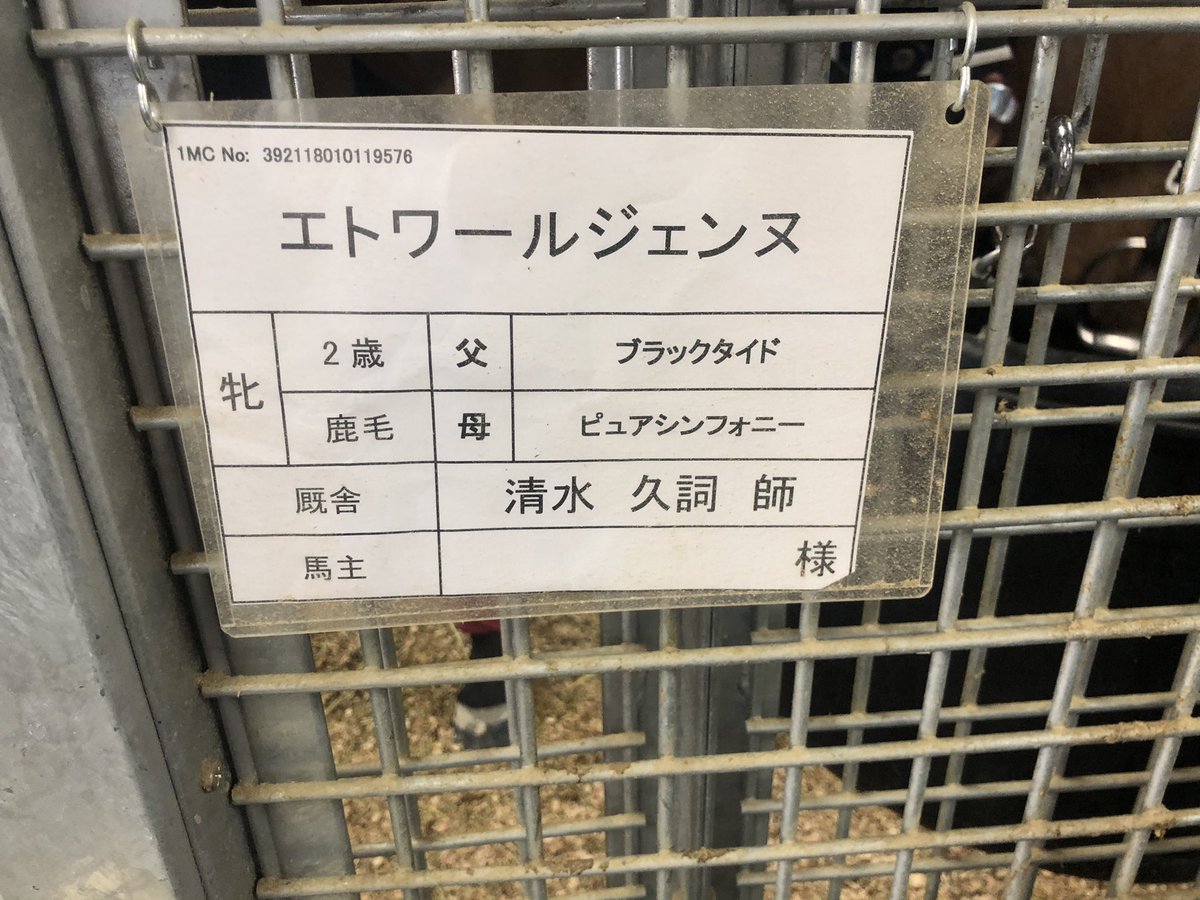 1MC No: 392118010119576
エトワールジェンヌ
牝 2歳 父 ブラックタイド
鹿毛 母 ピュアシンフォニー
厩舎 清水 久詞 師
馬主 様